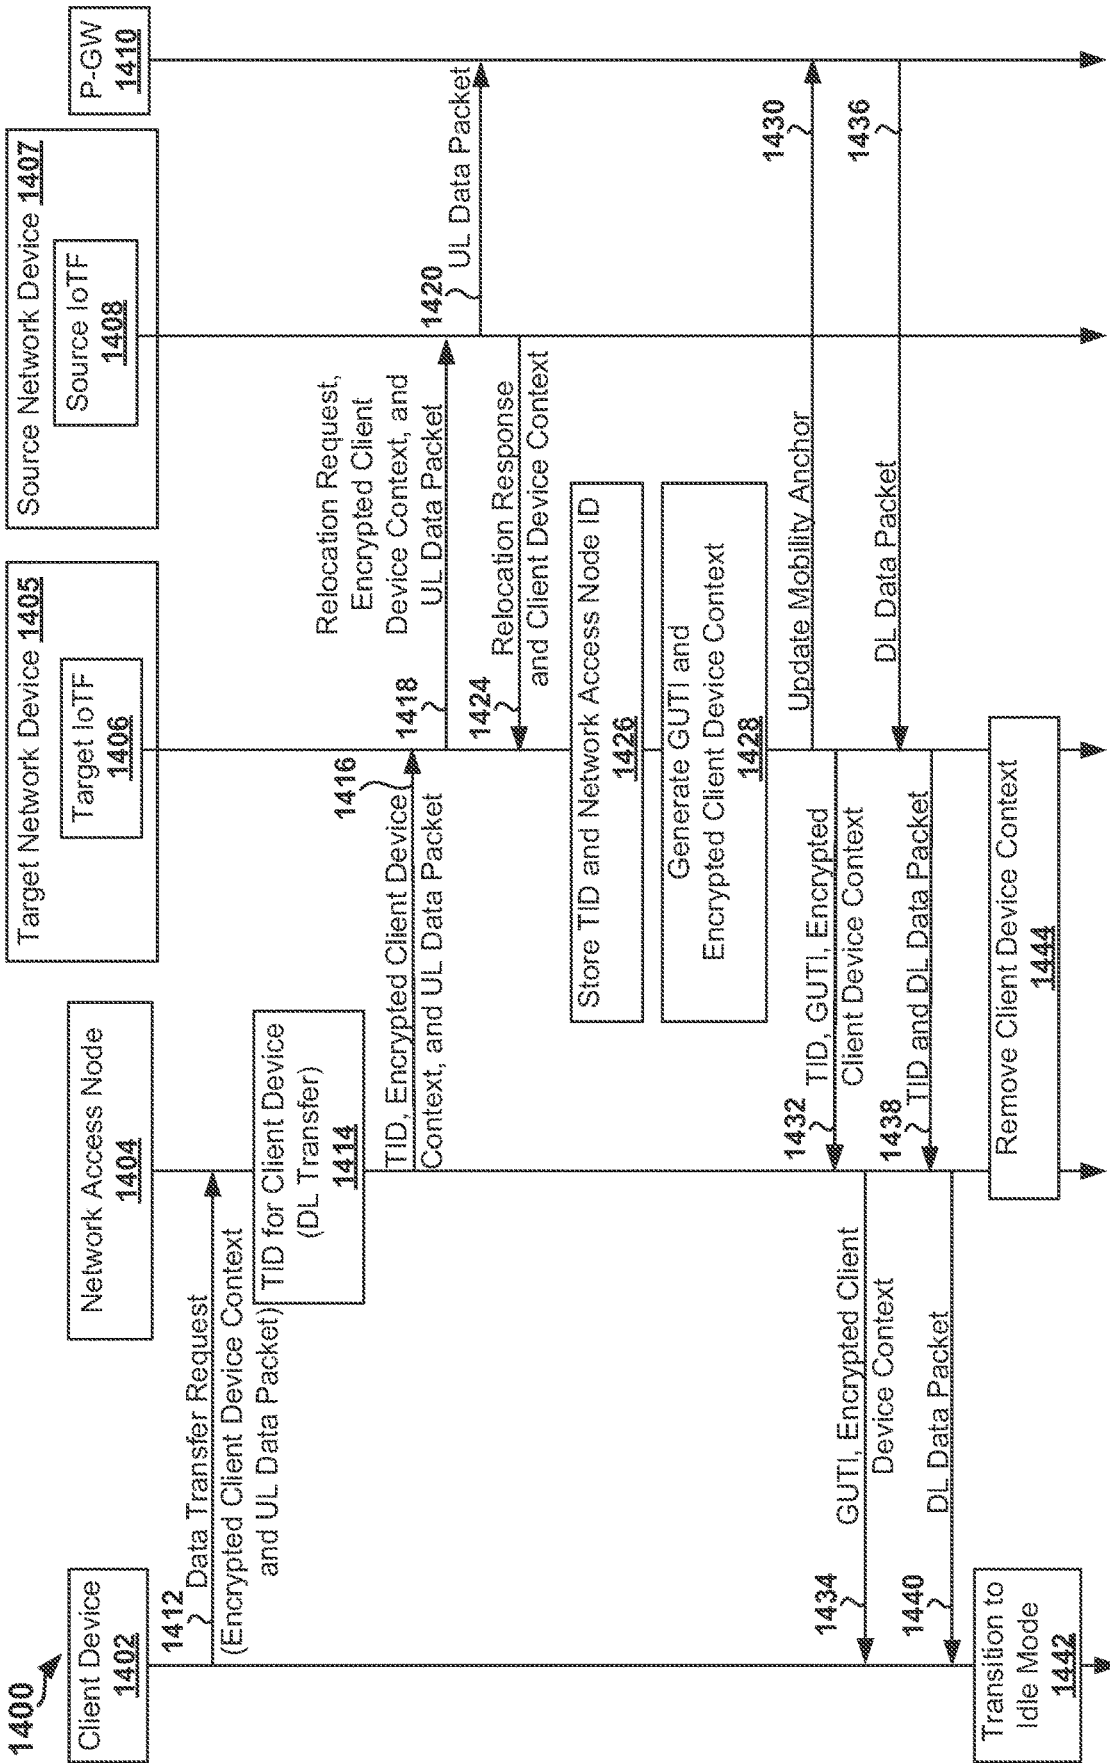 1400
Client Device
1402
Network Access Node
1404
Target Network Device 1405
Target IoTF
1406
Source Network Device 1407
Source IoTF
1408
P-GW
1410
1412
Data Transfer Request
(Encrypted Client Device Context
and UL Data Packet)
TID for Client Device
(DL Transfer)
1414
1416
TID, Encrypted Client Device
Context, and UL Data Packet
1418
Relocation Request,
Encrypted Client
Device Context, and
UL Data Packet
1420
UL Data Packet
1424
Relocation Response
and Client Device Context
Store TID and Network Access Node ID
1426
Generate GUTI and
Encrypted Client Device Context
1428
Update Mobility Anchor
1430
1432
TID, GUTI, Encrypted
Client Device Context
1434
GUTI, Encrypted Client
Device Context
DL Data Packet
1436
1438
TID and DL Data Packet
1440
DL Data Packet
Transition to
Idle Mode
1442
Remove Client Device Context
1444